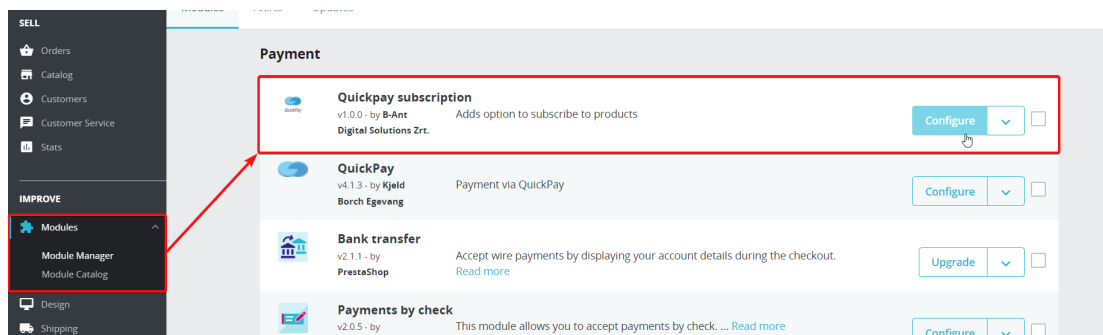 SELL
Orders
Catalog
Customers
Customer Service
Stats
IMPROVE
Modules
Module Manager
Module Catalog
Design
Shipping
Modules Alerts Updates
Payment
Quickpay subscription
v1.0.0 - by B-Ant
Digital Solutions Zrt.
Adds option to subscribe to products
Configure
QuickPay
QuickPay
v4.1.3 - by Kjeld
Borch Egevang
Payment via QuickPay
Configure
Bank transfer
v2.1.1 - by
PrestaShop
Accept wire payments by displaying your account details during the checkout.
Read more
Upgrade
Payments by check
v2.0.5 - by
This module allows you to accept payments by check. ... Read more
Configure